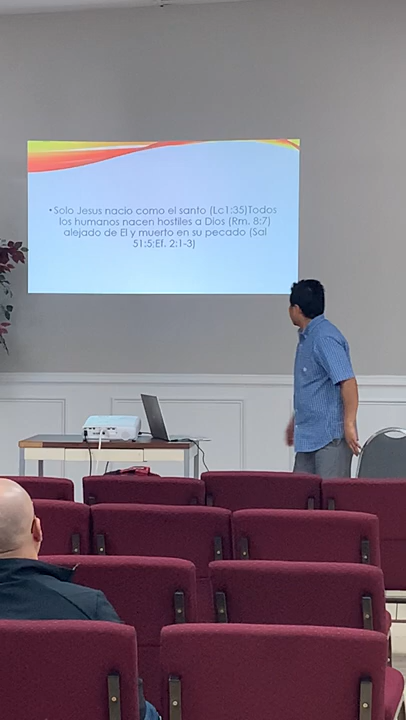 • Solo Jesus nacio como el santo (Lc1:35)Todos
los humanos nacen hostiles a Dios (Rm. 8:7)
alejado de El y muerto en su pecado (Sal
51:5;Ef. 2:1-3)